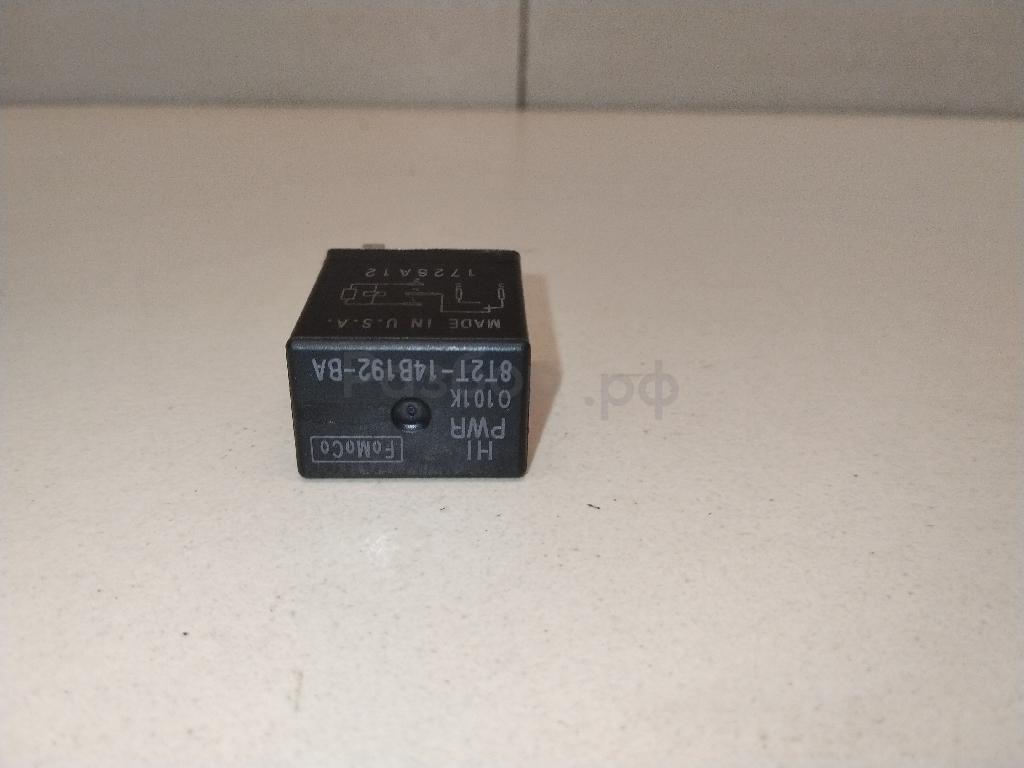 FoMoCo
HI
PWR
0101K
8T2T-14B192-BA
MADE IN U.S.A.
1728A12
.рф